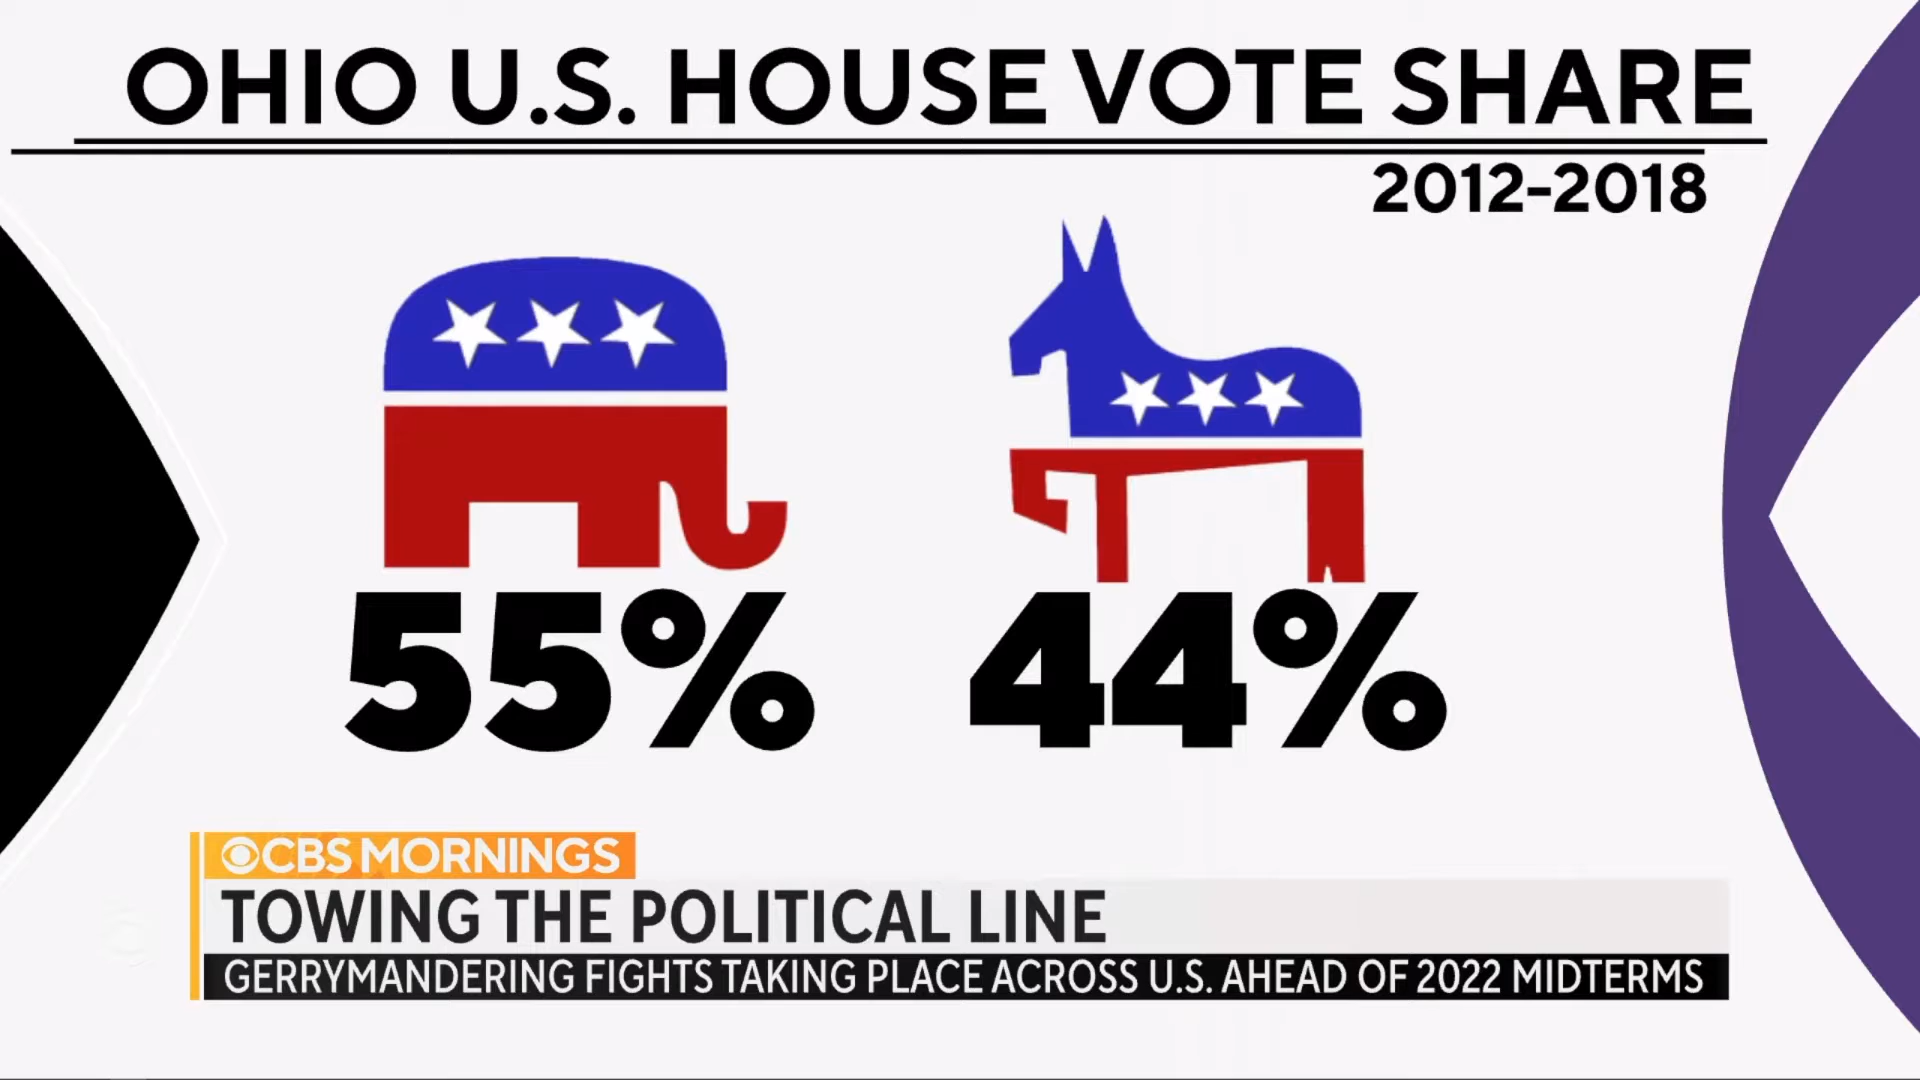 OHIO U.S. HOUSE VOTE SHARE
2012-2018
55% 44%
CBS MORNINGS
TOWING THE POLITICAL LINE
GERRYMANDERING FIGHTS TAKING PLACE ACROSS U.S. AHEAD OF 2022 MIDTERMS